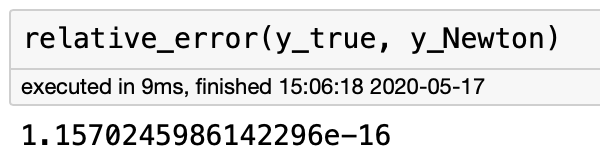 relative_error(y_true, y_Newton)
executed in 9ms, finished 15:06:18 2020-05-17
1.1570245986142296e-16